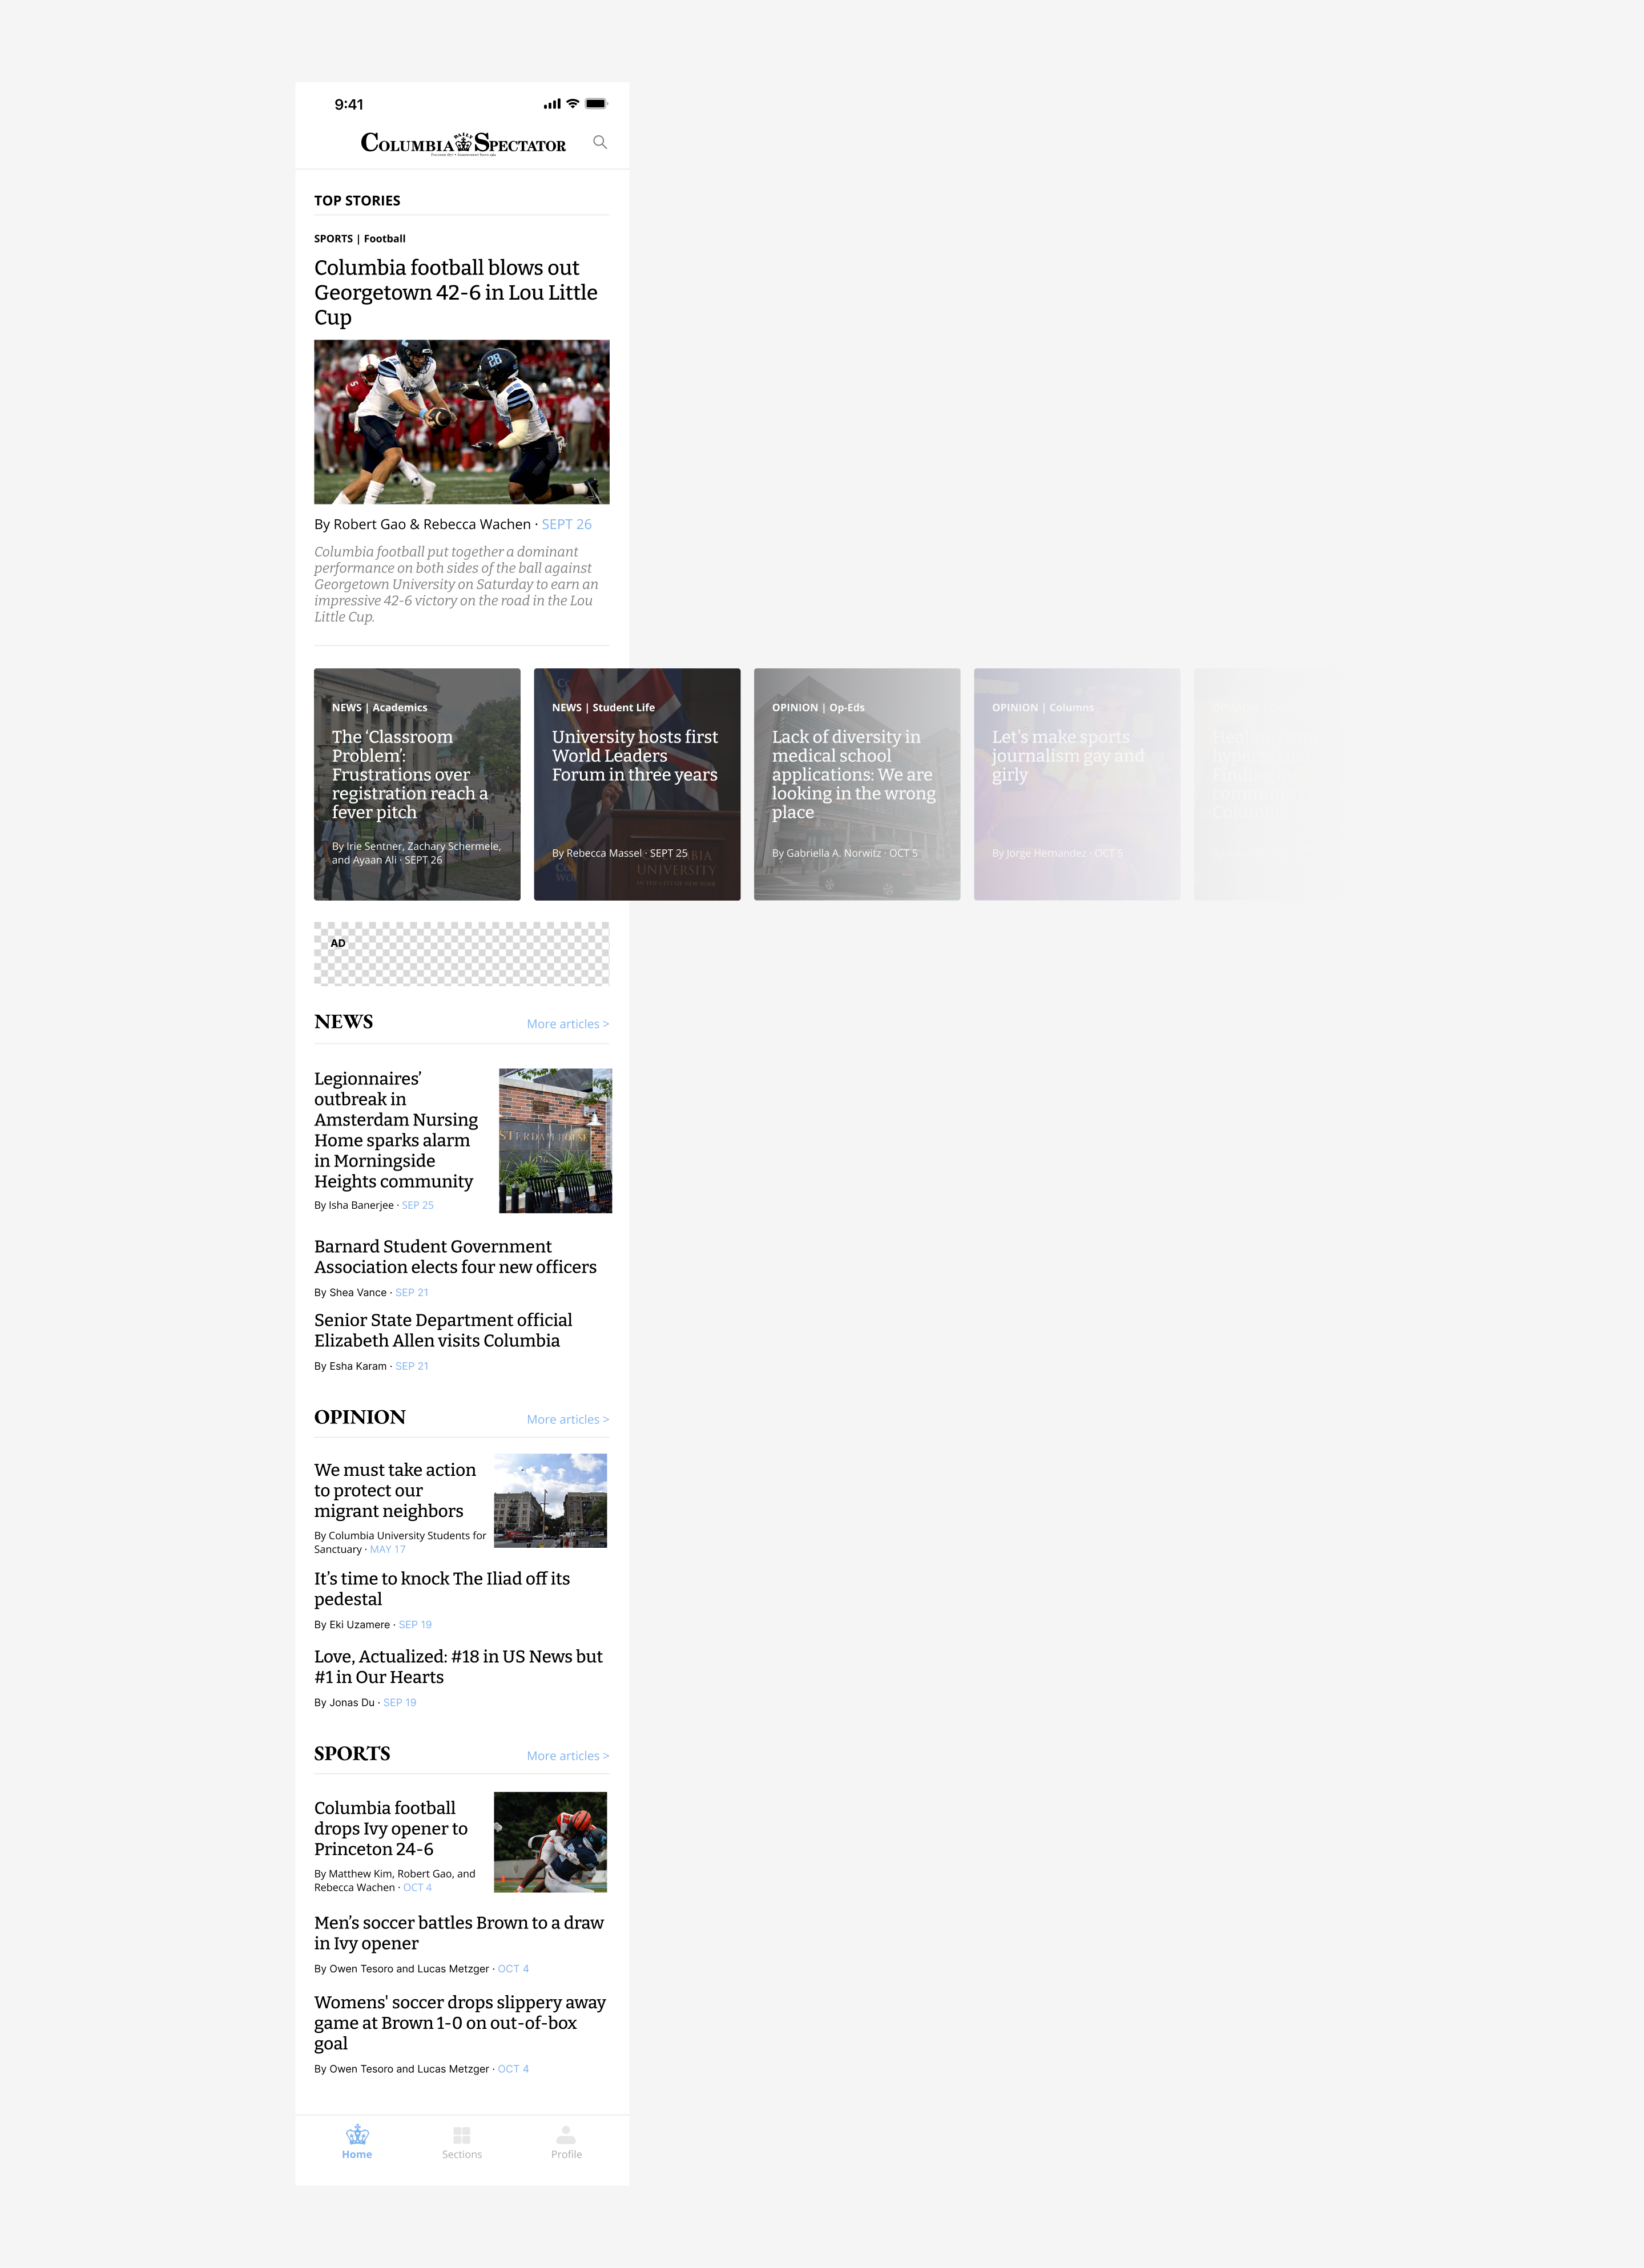 9:41
COLUMBIA DAILY SPECTATOR
TOP STORIES
SPORTS | Football
Columbia football blows out
Georgetown 42-6 in Lou Little
Cup
28
5
By Robert Gao & Rebecca Wachen · SEPT 26
Columbia football put together a dominant
performance on both sides of the ball against
Georgetown University on Saturday to earn an
impressive 42-6 victory on the road in the Lou
Little Cup.
NEWS | Academics
The ‘Classroom
Problem’:
Frustrations over
registration reach a
fever pitch
By Irie Sentner, Zachary Schermele,
and Ayaan Ali · SEPT 26
NEWS | Student Life
University hosts first
World Leaders
Forum in three years
By Rebecca Massel · SEPT 25
UNIVERSITY
IN THE CITY OF NEW YORK
OPINION | Op-Eds
Lack of diversity in
medical school
applications: We are
looking in the wrong
place
By Gabriella A. Norwitz · OCT 5
OPINION | Columns
Let's make sports
journalism gay and
girly
By Jorge Hernandez · OCT 5
AD
NEWS
More articles >
Legionnaires’
outbreak in
Amsterdam Nursing
Home sparks alarm
in Morningside
Heights community
By Isha Banerjee · SEP 25
STERDAM HOUSE
Barnard Student Government
Association elects four new officers
By Shea Vance · SEP 21
Senior State Department official
Elizabeth Allen visits Columbia
By Esha Karam · SEP 21
OPINION
More articles >
We must take action
to protect our
migrant neighbors
By Columbia University Students for
Sanctuary · MAY 17
It’s time to knock The Iliad off its
pedestal
By Eki Uzamere · SEP 19
Love, Actualized: #18 in US News but
#1 in Our Hearts
By Jonas Du · SEP 19
SPORTS
More articles >
Columbia football
drops Ivy opener to
Princeton 24-6
By Matthew Kim, Robert Gao, and
Rebecca Wachen · OCT 4
Men’s soccer battles Brown to a draw
in Ivy opener
By Owen Tesoro and Lucas Metzger · OCT 4
Womens' soccer drops slippery away
game at Brown 1-0 on out-of-box
goal
By Owen Tesoro and Lucas Metzger · OCT 4
Home
Sections
Profile